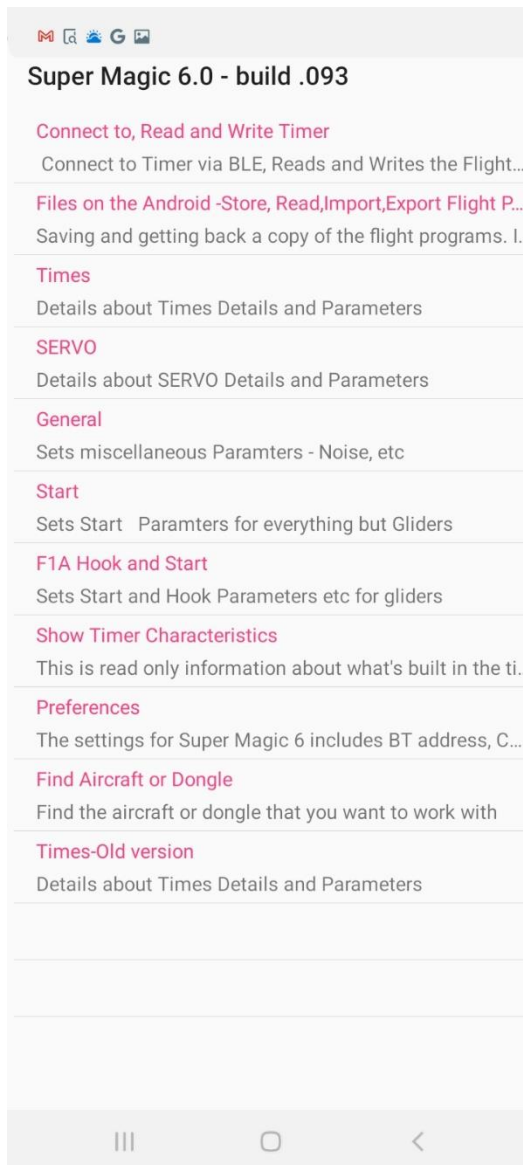 Super Magic 6.0 - build .093
Connect to, Read and Write Timer
Connect to Timer via BLE, Reads and Writes the Flight...
Files on the Android -Store, Read,Import,Export Flight P...
Saving and getting back a copy of the flight programs. I.
Times
Details about Times Details and Parameters
SERVO
Details about SERVO Details and Parameters
General
Sets miscellaneous Paramters - Noise, etc
Start
Sets Start   Paramters for everything but Gliders
F1A Hook and Start
Sets Start and Hook Parameters etc for gliders
Show Timer Characteristics
This is read only information about what's built in the ti.
Preferences
The settings for Super Magic 6 includes BT address, C...
Find Aircraft or Dongle
Find the aircraft or dongle that you want to work with
Times-Old version
Details about Times Details and Parameters